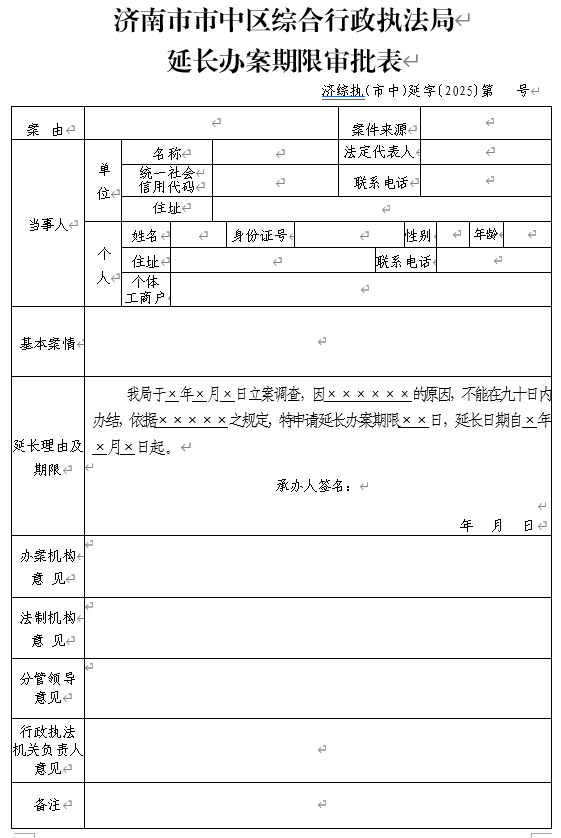 济南市市中区综合行政执法局
延长办案期限审批表
济综执(市中)延字〔2025〕第 号
案 由
案件来源
当事人
单位
名称
法定代表人
统一社会
信用代码
联系电话
住址
个人
姓名
身份证号
性别
年龄
住址
联系电话
个体
工商户
基本案情
延长理由及
期限
我局于×年×月×日立案调查，因××××××的原因，不能在九十日内
办结，依据×××××之规定，特申请延长办案期限××日，延长日期自×年
×月×日起。
承办人签名：
年 月 日
办案机构
意 见
法制机构
意 见
分管领导
意见
行政执法
机关负责人
意见
备注